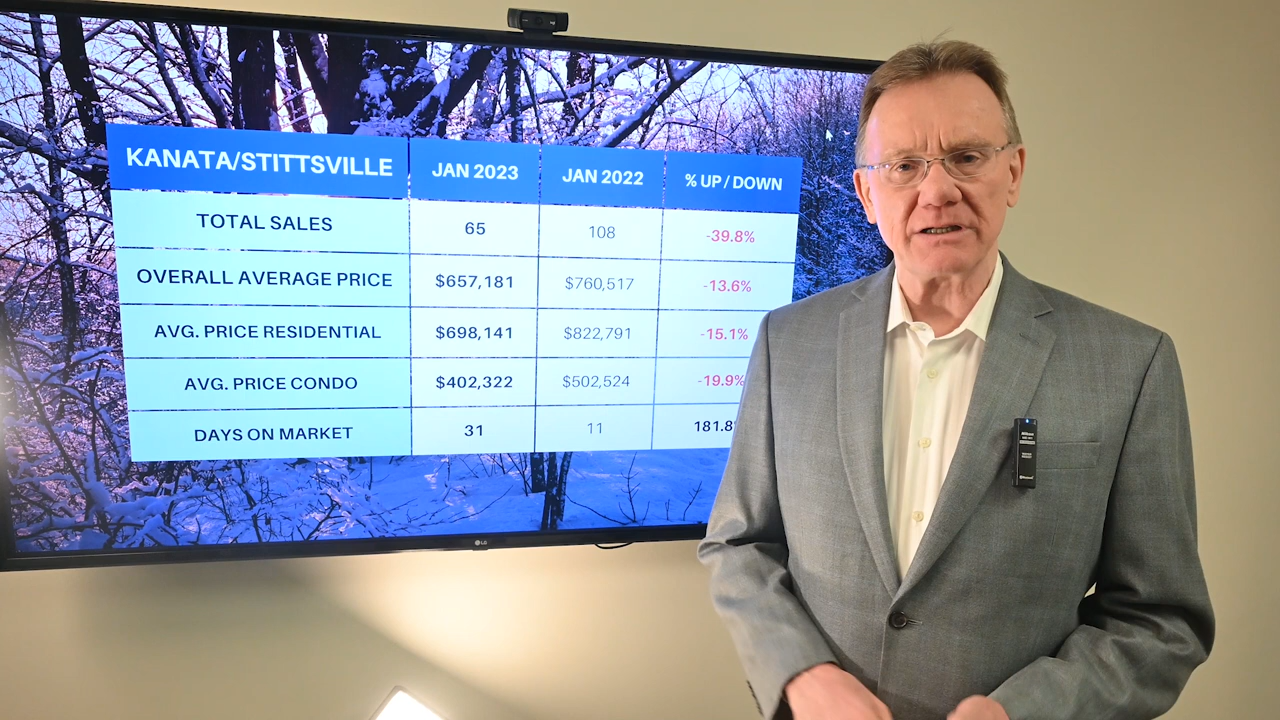 KANATA/STITTSVILLE JAN 2023 JAN 2022 % UP / DOWN
TOTAL SALES 65 108 -39.8%
OVERALL AVERAGE PRICE $657,181 $760,517 -13.6%
AVG. PRICE RESIDENTIAL $698,141 $822,791 -15.1%
AVG. PRICE CONDO $402,322 $502,524 -19.9%
DAYS ON MARKET 31 11
LG